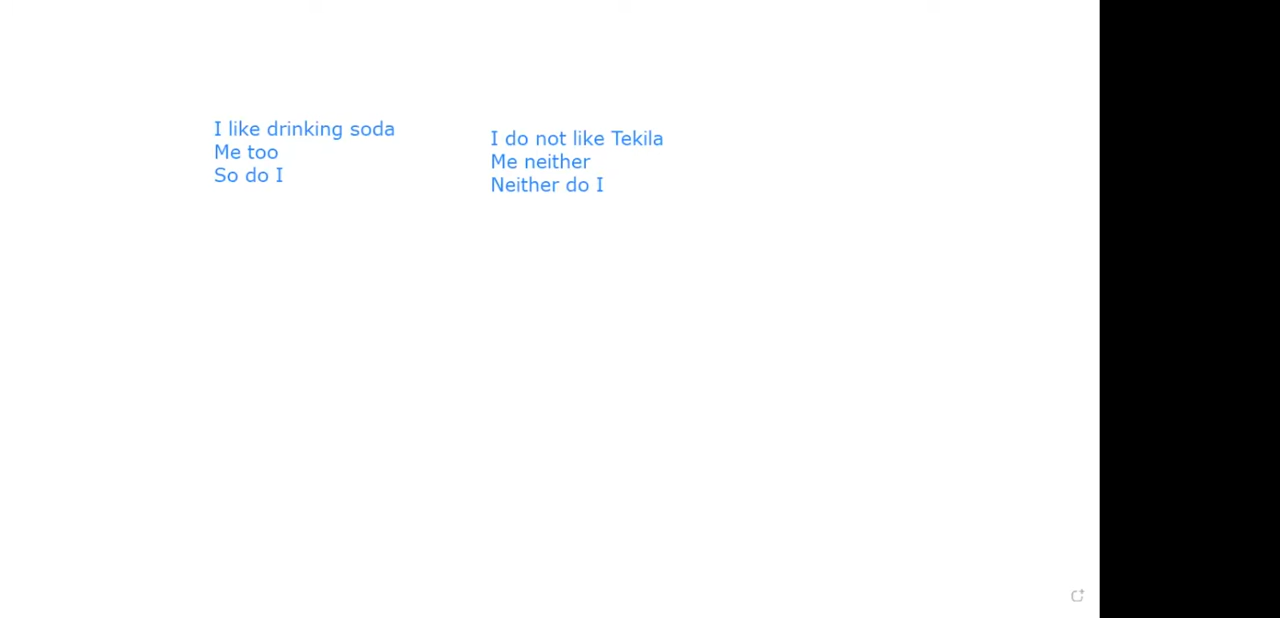 I like drinking soda
Me too
So do I
I do not like Tekila
Me neither
Neither do I